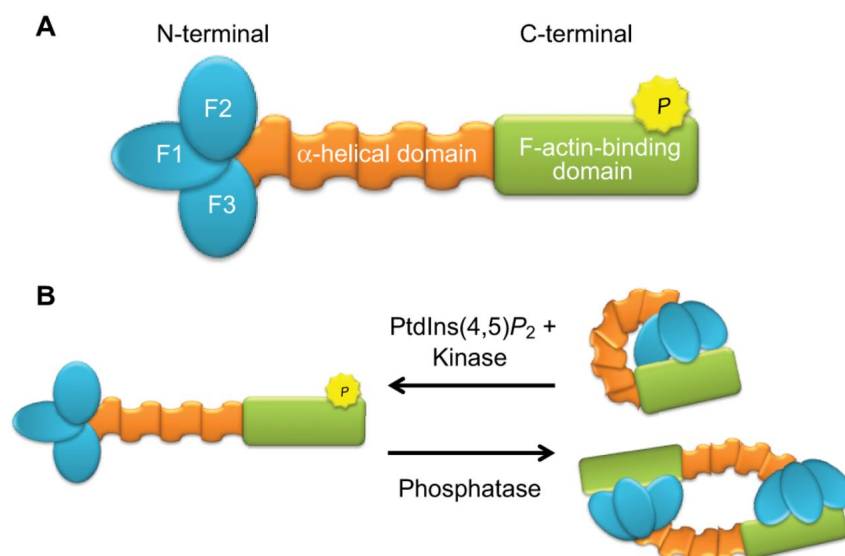 A
N-terminal
C-terminal
F2
P
F1
α-helical domain
F-actin-binding
domain
F3
B
PtdIns(4,5)P₂ +
Kinase
P
Phosphatase